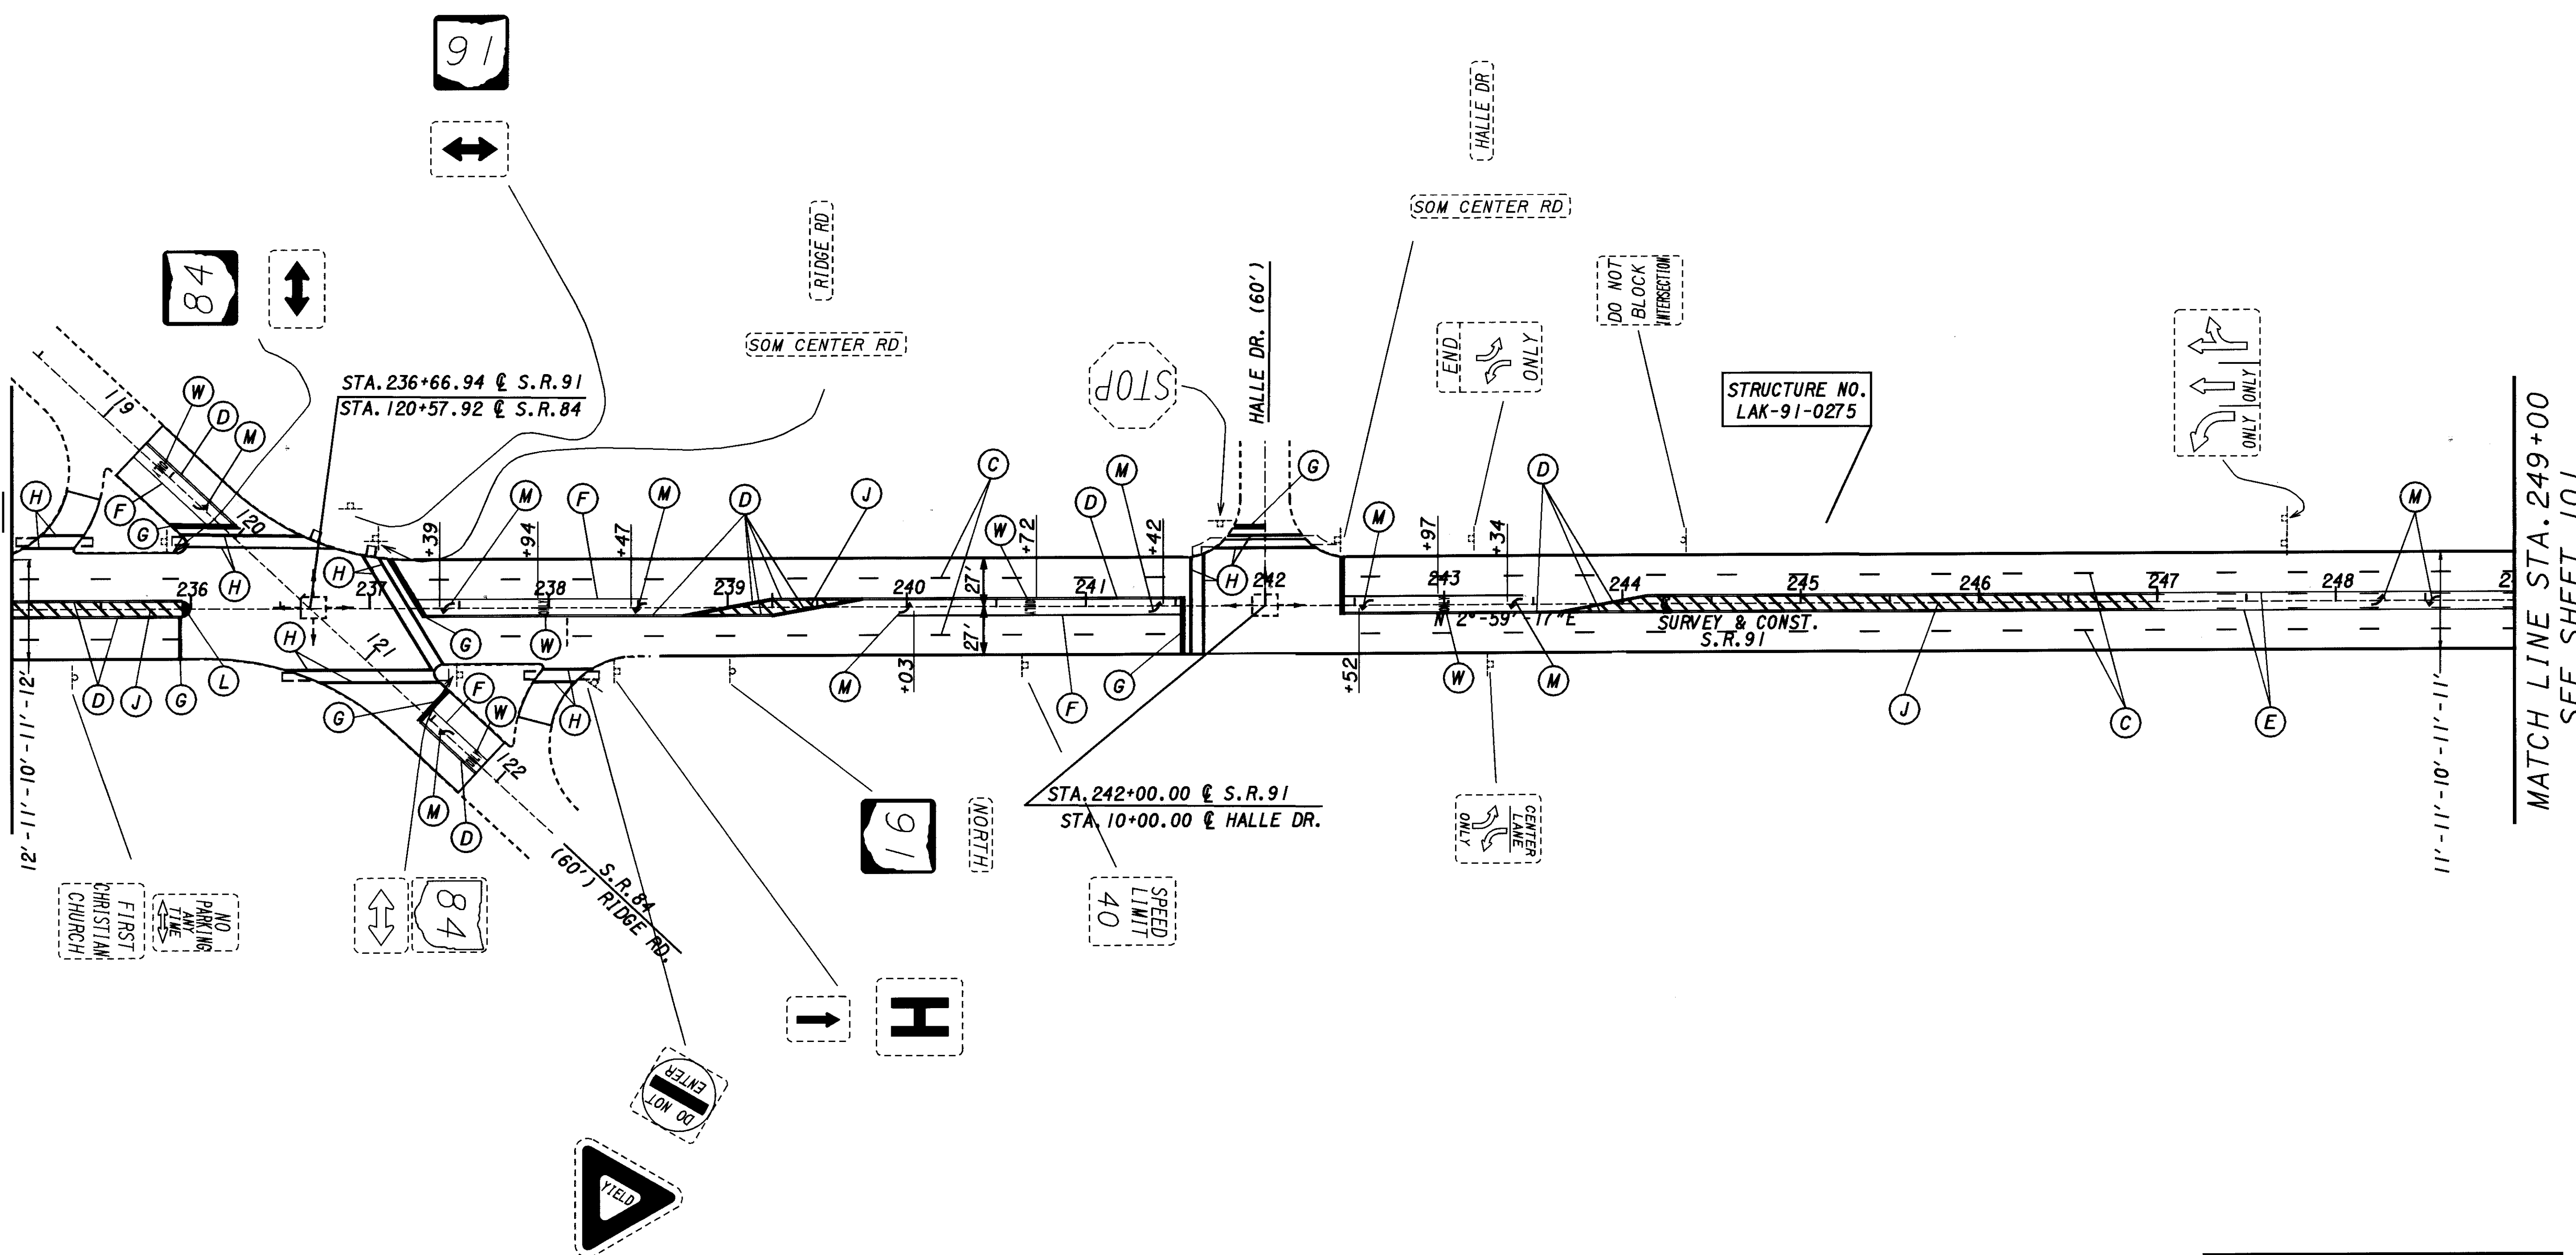 91
HALLE DR
SOM CENTER RD
RIDGE RD
SOM CENTER RD
84
STA. 236+66.94 ℄ S.R.91
STA. 120+57.92 ℄ S.R.84
STOP
HALLE DR. (60')
END
ONLY
DO NOT
BLOCK
INTERSECTION
STRUCTURE NO.
LAK-91-0275
ONLY
ONLY
MATCH LINE STA. 249+00
SEE SHEET 101
119
W
D
M
H
F
G
120
H
H
+39
M
+94
F
+47
M
D
J
C
W
+72
D
M
+42
G
H
M
+97
+34
D
M
236
237
238
239
240
241
242
243
244
245
246
247
248
27'
27'
N 2°-59'-17"E
SURVEY & CONST.
S.R.91
12'-11'-10'-11'-12'
D
J
G
L
H
121
G
F
W
H
G
W
122
M
D
M
+03
G
F
+52
W
M
J
C
E
11'-11'-10'-11'-11'
STA. 242+00.00 ℄ S.R.91
STA. 10+00.00 ℄ HALLE DR.
S.R.84
(60') RIDGE RD.
FIRST
CHRISTIAN
CHURCH
NO
PARKING
ANY
TIME
84
91
NORTH
SPEED
LIMIT
40
CENTER
LANE
ONLY
H
DO NOT
ENTER
YIELD